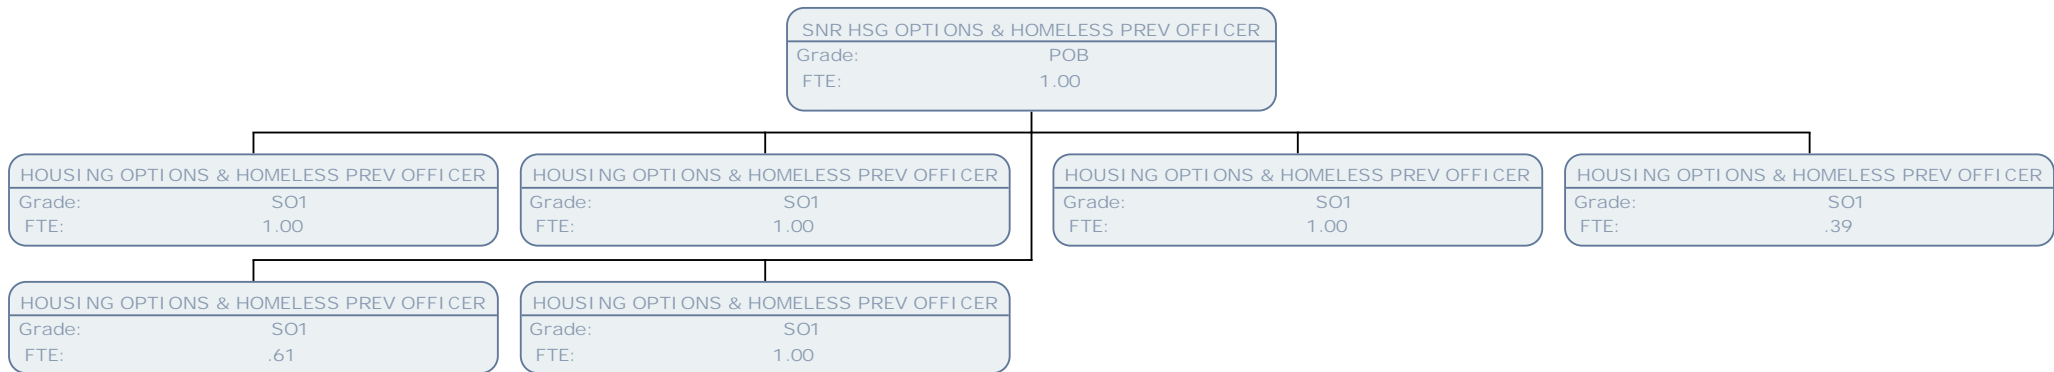 SNR HSG OPTIONS & HOMELESS PREV OFFICER
Grade: POB
FTE: 1.00
HOUSING OPTIONS & HOMELESS PREV OFFICER
Grade: SO1
FTE: 1.00
HOUSING OPTIONS & HOMELESS PREV OFFICER
Grade: SO1
FTE: 1.00
HOUSING OPTIONS & HOMELESS PREV OFFICER
Grade: SO1
FTE: 1.00
HOUSING OPTIONS & HOMELESS PREV OFFICER
Grade: SO1
FTE: .39
HOUSING OPTIONS & HOMELESS PREV OFFICER
Grade: SO1
FTE: .61
HOUSING OPTIONS & HOMELESS PREV OFFICER
Grade: SO1
FTE: 1.00